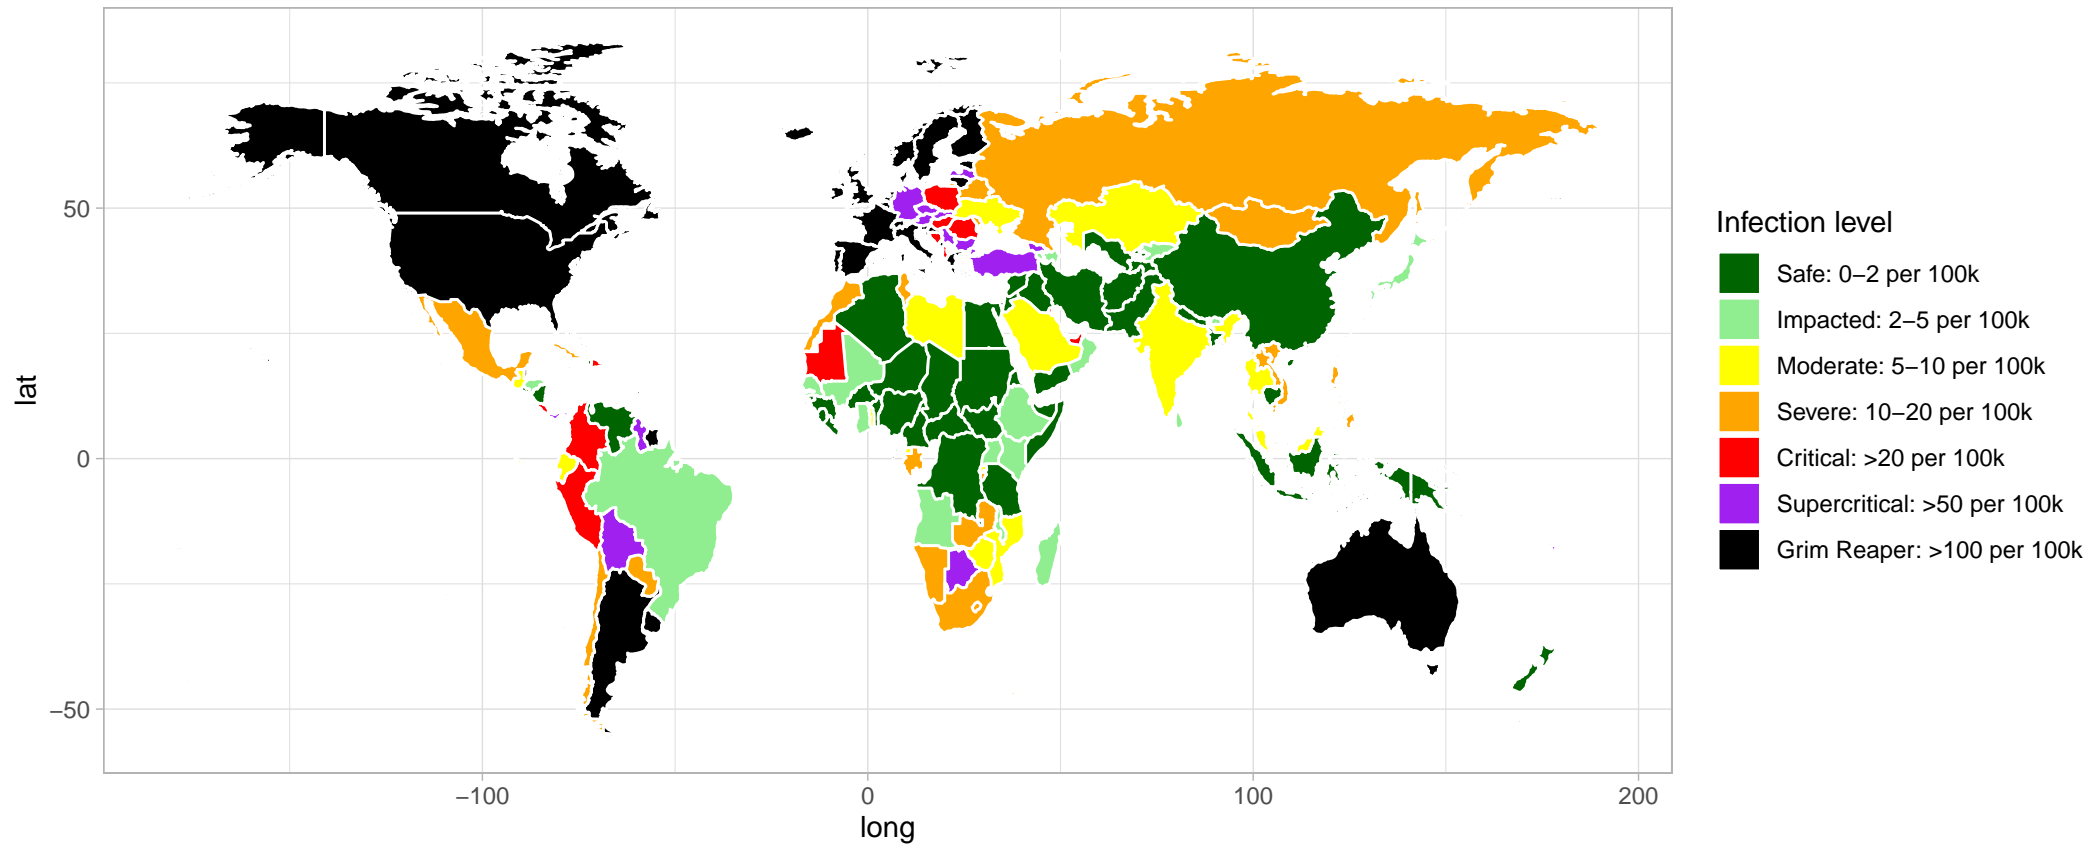 50
0
−50
lat
−100
0
100
200
long
Infection level
Safe: 0−2 per 100k
Impacted: 2−5 per 100k
Moderate: 5−10 per 100k
Severe: 10−20 per 100k
Critical: >20 per 100k
Supercritical: >50 per 100k
Grim Reaper: >100 per 100k